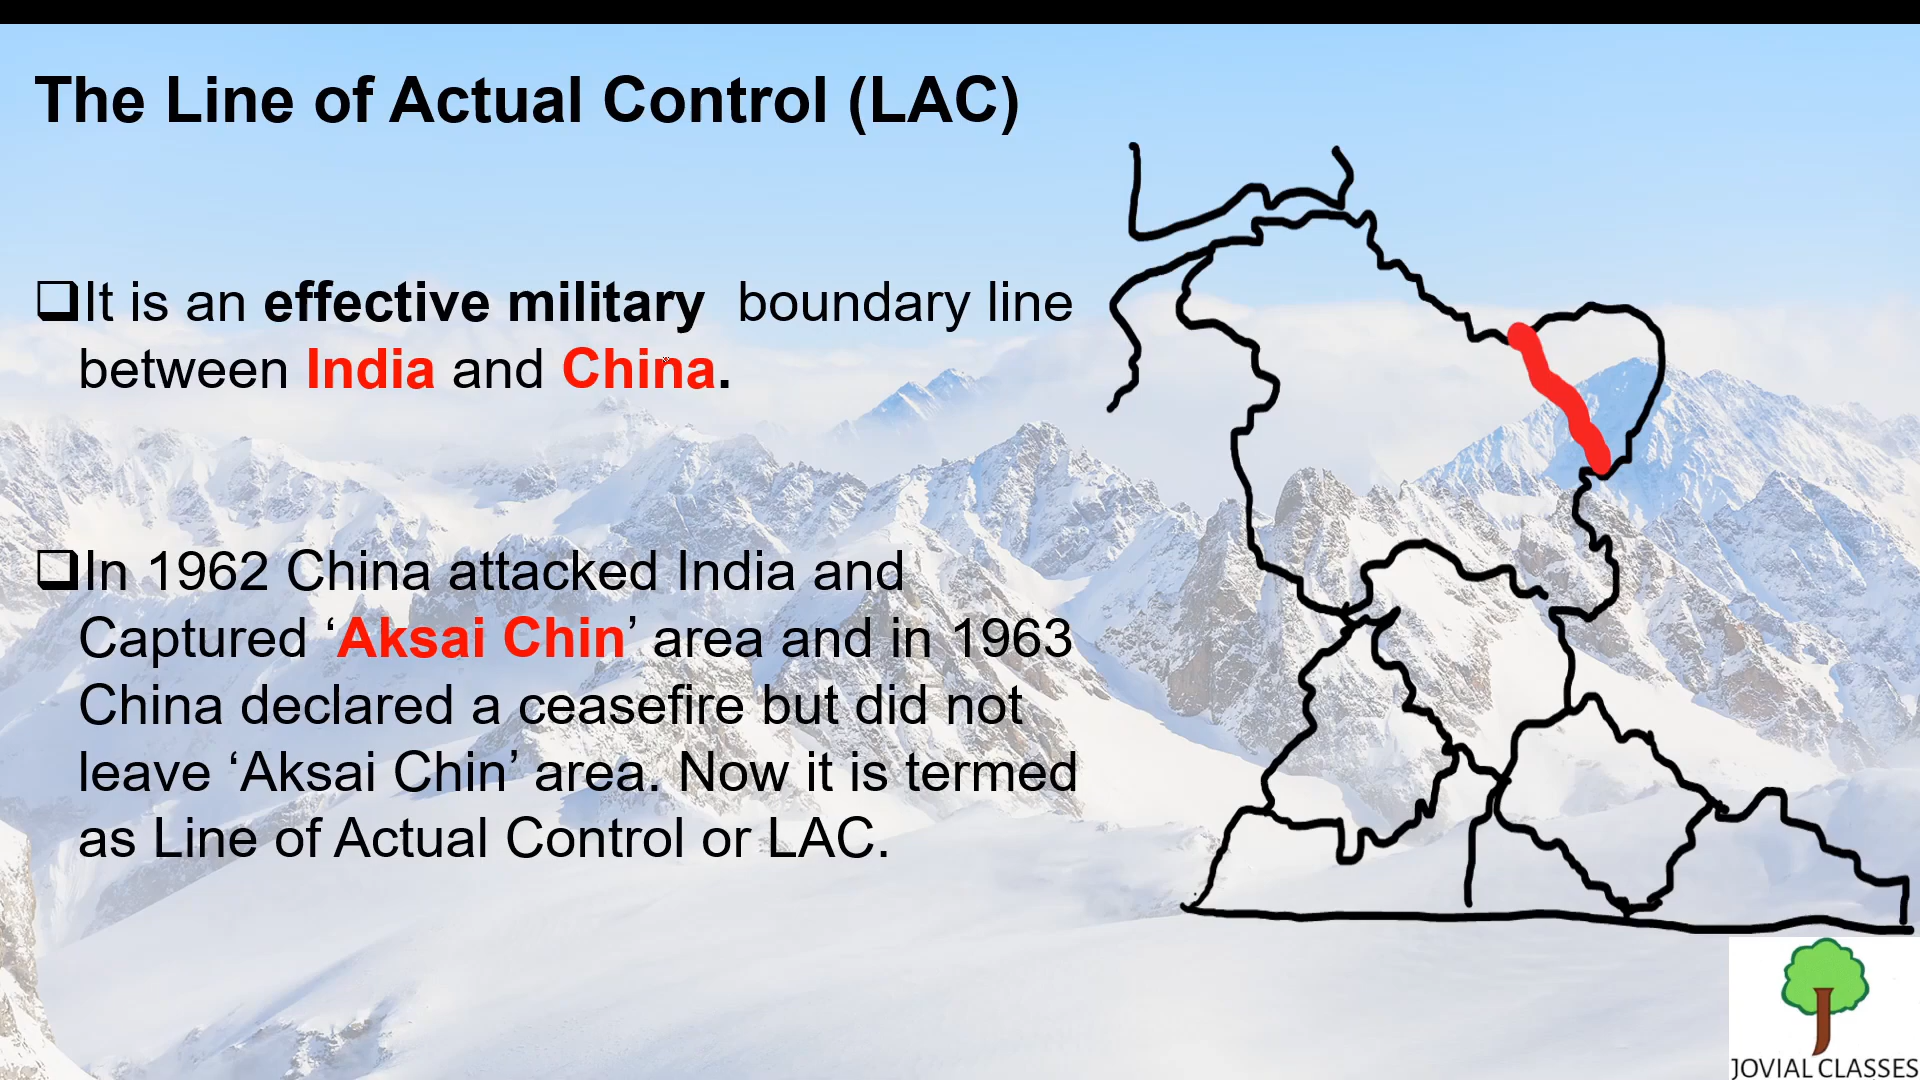 The Line of Actual Control (LAC)
❑It is an effective military  boundary line
between India and China.
❑In 1962 China attacked India and
Captured ‘Aksai Chin’ area and in 1963
China declared a ceasefire but did not
leave ‘Aksai Chin’ area. Now it is termed
as Line of Actual Control or LAC.
JOVIAL CLASSES